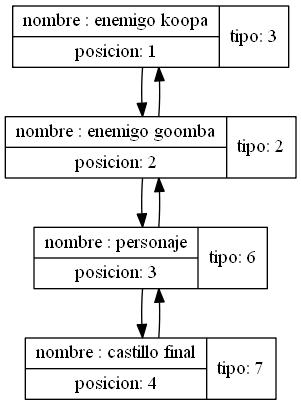 nombre : enemigo koopa
posicion: 1
tipo: 3
nombre : enemigo goomba
posicion: 2
tipo: 2
nombre : personaje
posicion: 3
tipo: 6
nombre : castillo final
posicion: 4
tipo: 7